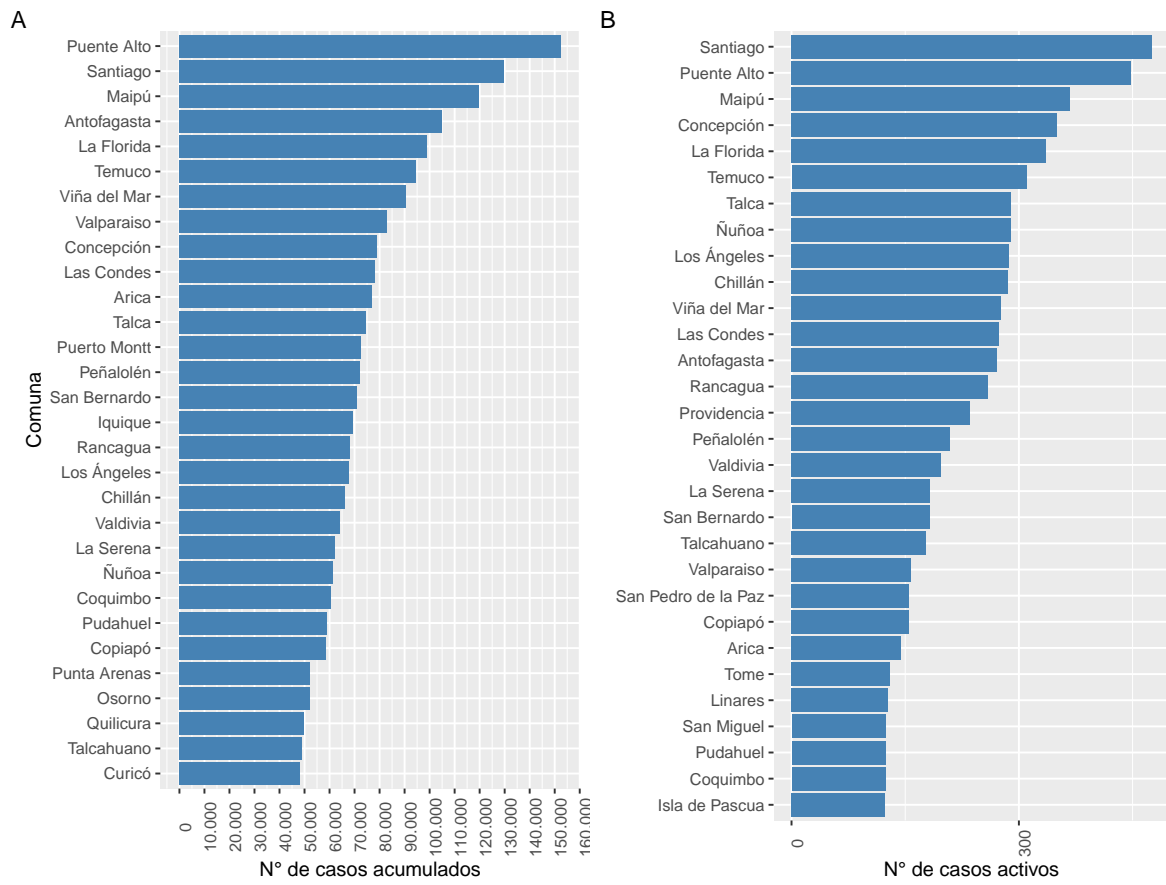 A
Puente Alto
Santiago
Maipú
Antofagasta
La Florida
Temuco
Viña del Mar
Valparaiso
Concepción
Las Condes
Arica
Talca
Puerto Montt
Peñalolén
San Bernardo
Iquique
Rancagua
Los Ángeles
Chillán
Valdivia
La Serena
Ñuñoa
Coquimbo
Pudahuel
Copiapó
Punta Arenas
Osorno
Quilicura
Talcahuano
Curicó
Comuna
0
10.000
20.000
30.000
40.000
50.000
60.000
70.000
80.000
90.000
100.000
110.000
120.000
130.000
140.000
150.000
160.000
N° de casos acumulados
B
Santiago
Puente Alto
Maipú
Concepción
La Florida
Temuco
Talca
Ñuñoa
Los Ángeles
Chillán
Viña del Mar
Las Condes
Antofagasta
Rancagua
Providencia
Peñalolén
Valdivia
La Serena
San Bernardo
Talcahuano
Valparaiso
San Pedro de la Paz
Copiapó
Arica
Tome
Linares
San Miguel
Pudahuel
Coquimbo
Isla de Pascua
0
300
N° de casos activos